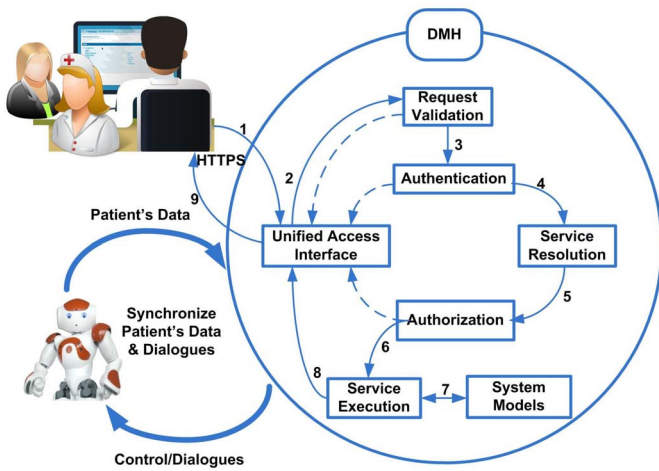 DMH
Request
Validation
1
2
3
HTTPS
Authentication
4
9
Patient's Data
Unified Access
Interface
Service
Resolution
Synchronize
Patient's Data
& Dialogues
5
Authorization
6
8
Service
Execution
7
System
Models
Control/Dialogues